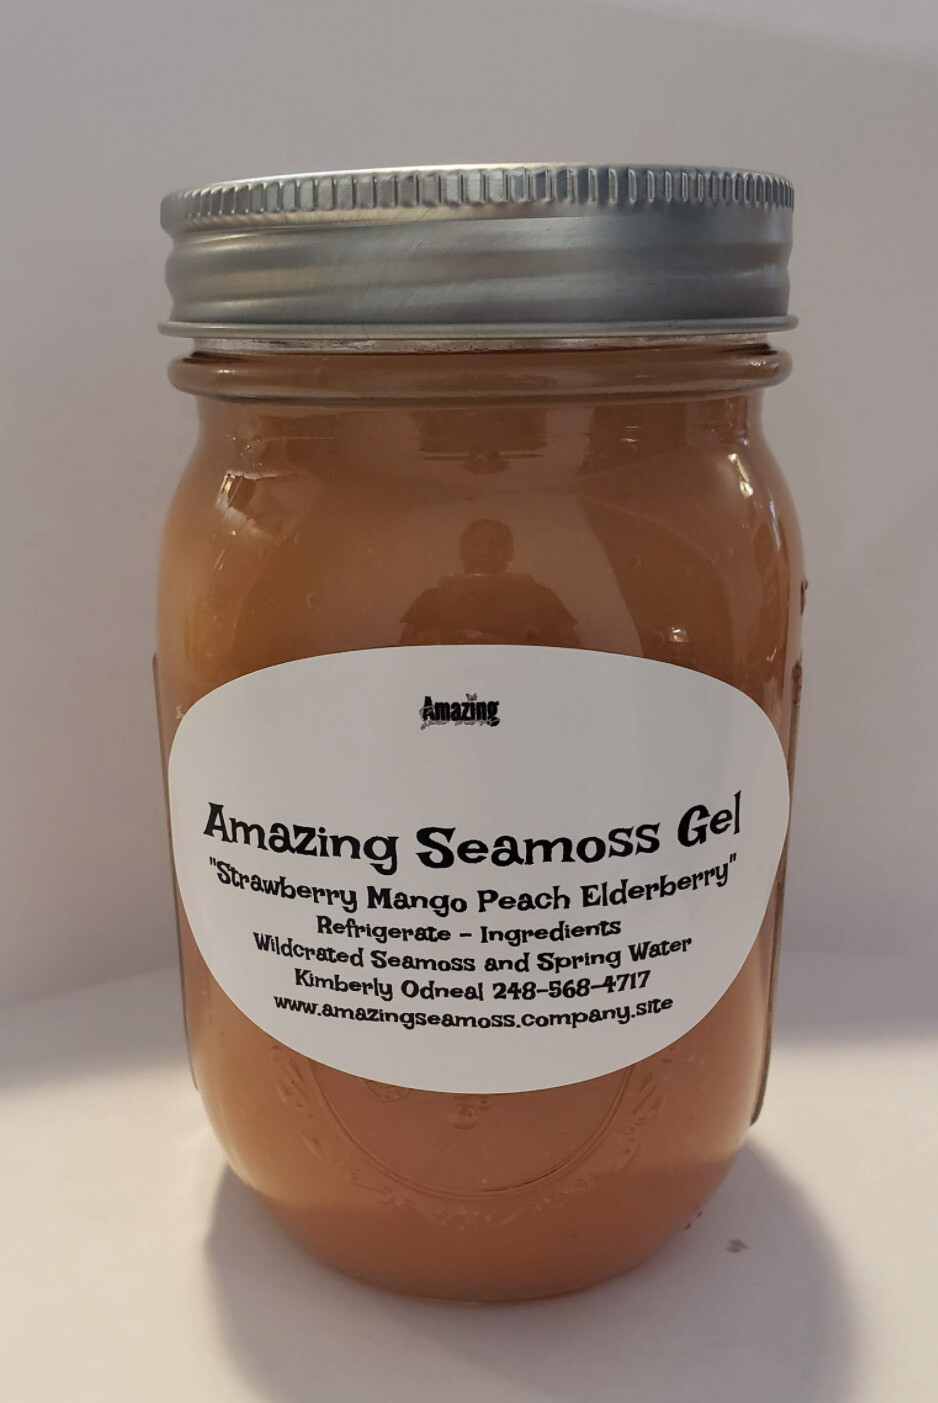 Amazing
Amazing Seamoss Gel
"Strawberry Mango Peach Elderberry"
Refrigerate - Ingredients
Wildcrated Seamoss and Spring Water
Kimberly Odneal 248-568-4717
www.amazingseamoss.company.site